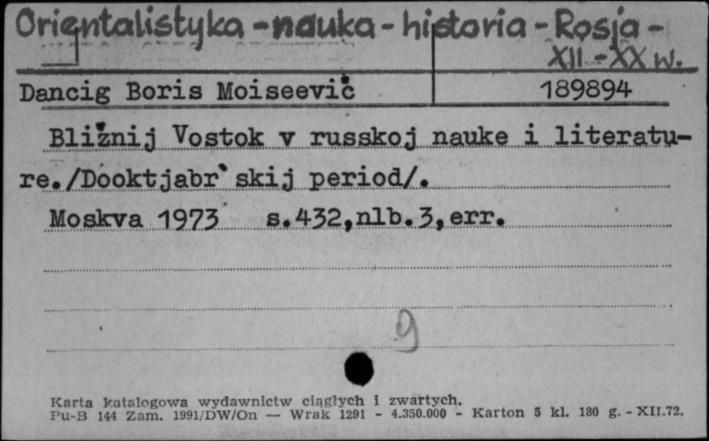 Orientalistyka - nauka - historia - Rosja -
XII - XX w.
Dancig Boris Moiseevič 189894
Bližnij Vostok v russkoj nauke i literatu-
re./Dooktjabr`skij period/.
Moskva 1973 s.432,nlb.3,err.
9
Karta katalogowa wydawnictw ciągłych i zwartych.
Pu-B 144 Zam. 1991/DW/On — Wrak 1291 - 4.350.000 - Karton 5 kl. 180 g. - XII.72.